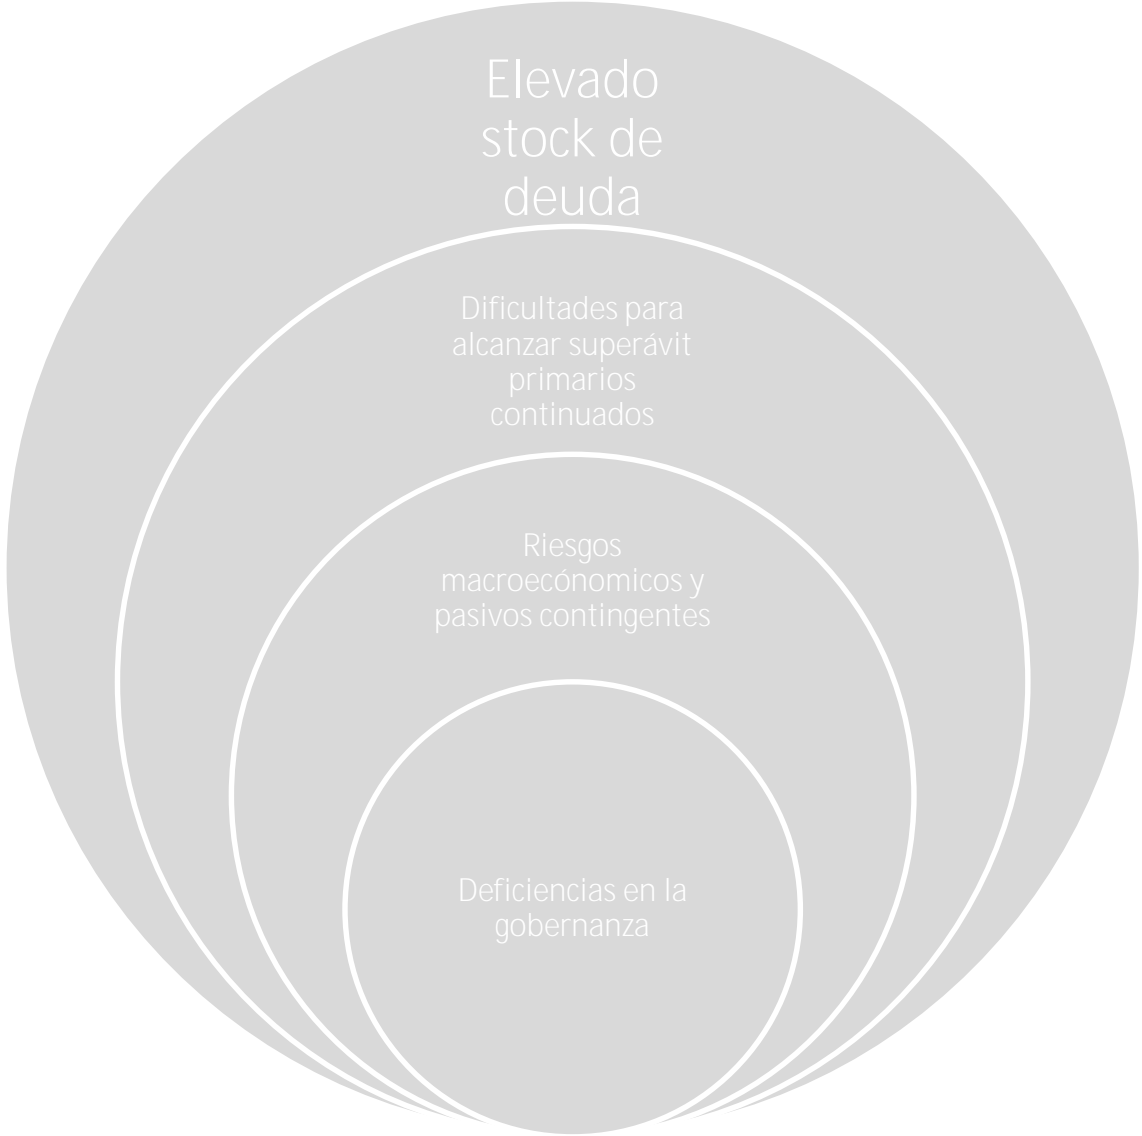 Elevado
stock de
deuda
Dificultades para
alcanzar superávit
primarios
continuados
Riesgos
macroecónomicos y
pasivos contingentes
Deficiencias en la
gobernanza